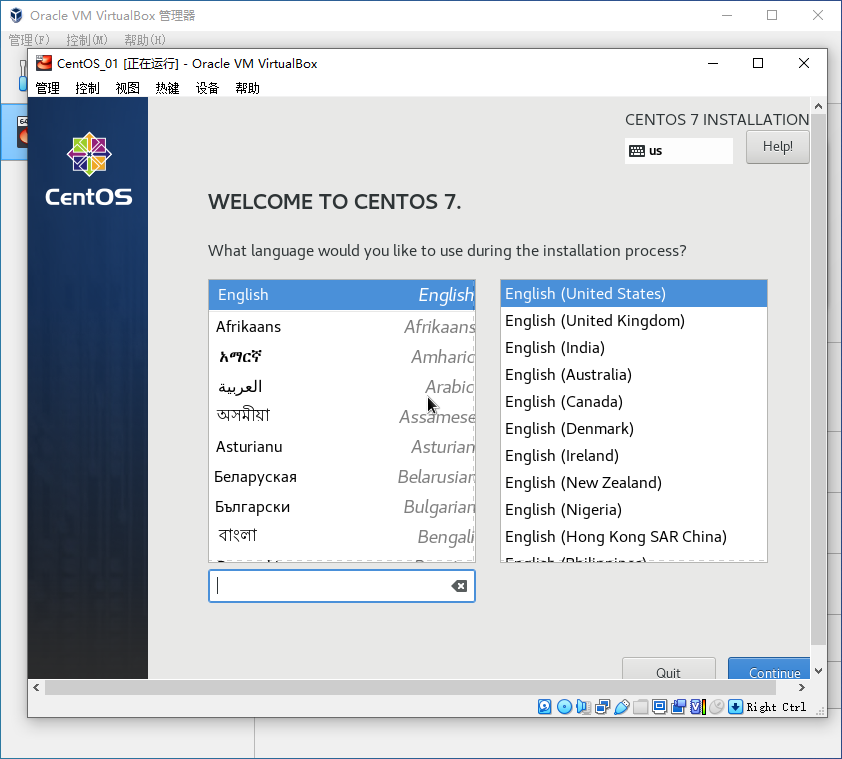 Oracle VM VirtualBox 管理器
管理(F) 控制(M) 帮助(H)
CentOS_01 [正在运行] - Oracle VM VirtualBox
管理 控制 视图 热键 设备 帮助
64
CentOS
CENTOS 7 INSTALLATION
us
Help!
WELCOME TO CENTOS 7.
What language would you like to use during the installation process?
English English
Afrikaans Afrikaans
አማርኛ Amharic
العربية Arabic
অসমীয়া Assamese
Asturianu Asturian
Беларуская Belarusian
Български Bulgarian
বাংলা Bengali
English (United States)
English (United Kingdom)
English (India)
English (Australia)
English (Canada)
English (Denmark)
English (Ireland)
English (New Zealand)
English (Nigeria)
English (Hong Kong SAR China)
English (Philippines)
Quit
Continue
Right Ctrl